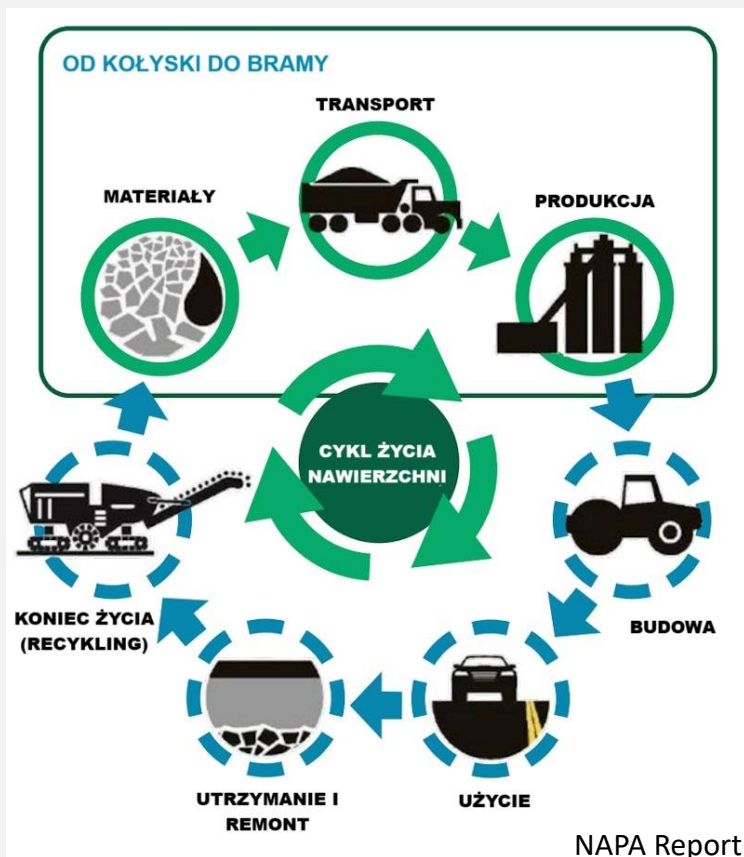 OD KOŁYSKI DO BRAMY
TRANSPORT
MATERIAŁY
PRODUKCJA
CYKL ŻYCIA
NAWIERZCHNI
BUDOWA
UŻYCIE
UTRZYMANIE I
REMONT
KONIEC ŻYCIA
(RECYKLING)
NAPA Report